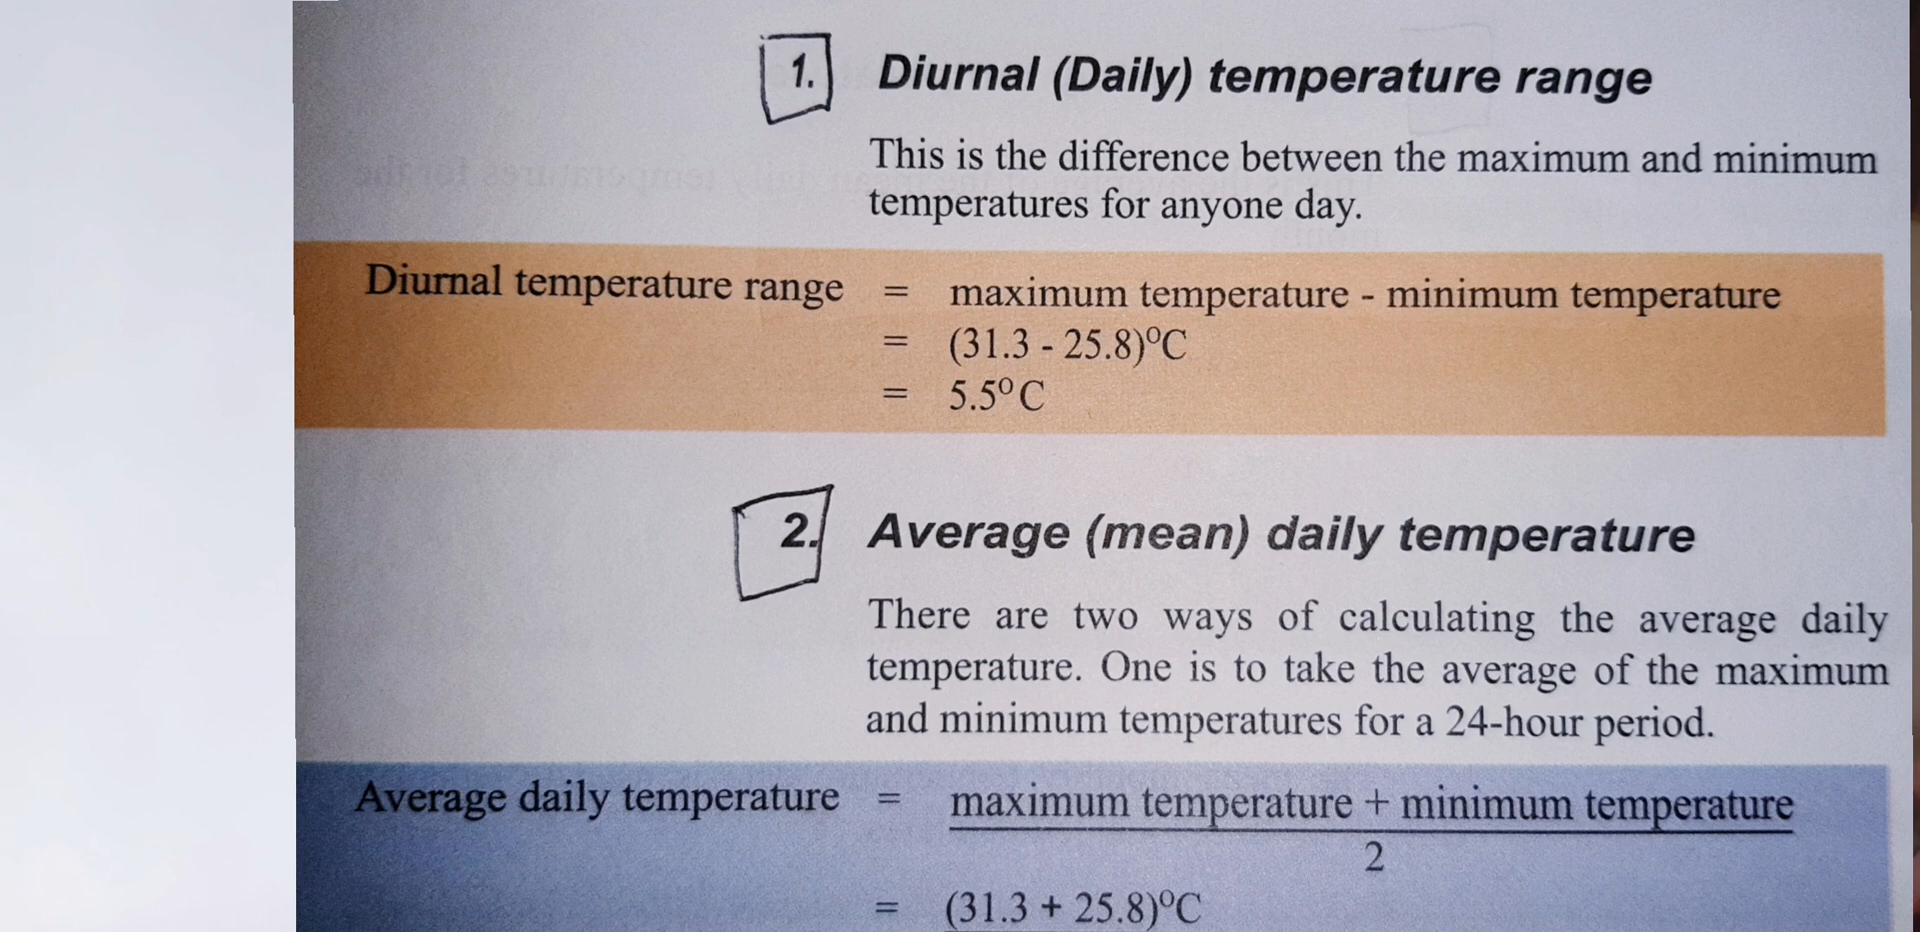 1. Diurnal (Daily) temperature range
This is the difference between the maximum and minimum
temperatures for anyone day.
Diurnal temperature range = maximum temperature - minimum temperature
= (31.3 - 25.8)⁰C
= 5.5⁰C
2. Average (mean) daily temperature
There are two ways of calculating the average daily
temperature. One is to take the average of the maximum
and minimum temperatures for a 24-hour period.
Average daily temperature = maximum temperature + minimum temperature
2
= (31.3 + 25.8)⁰C